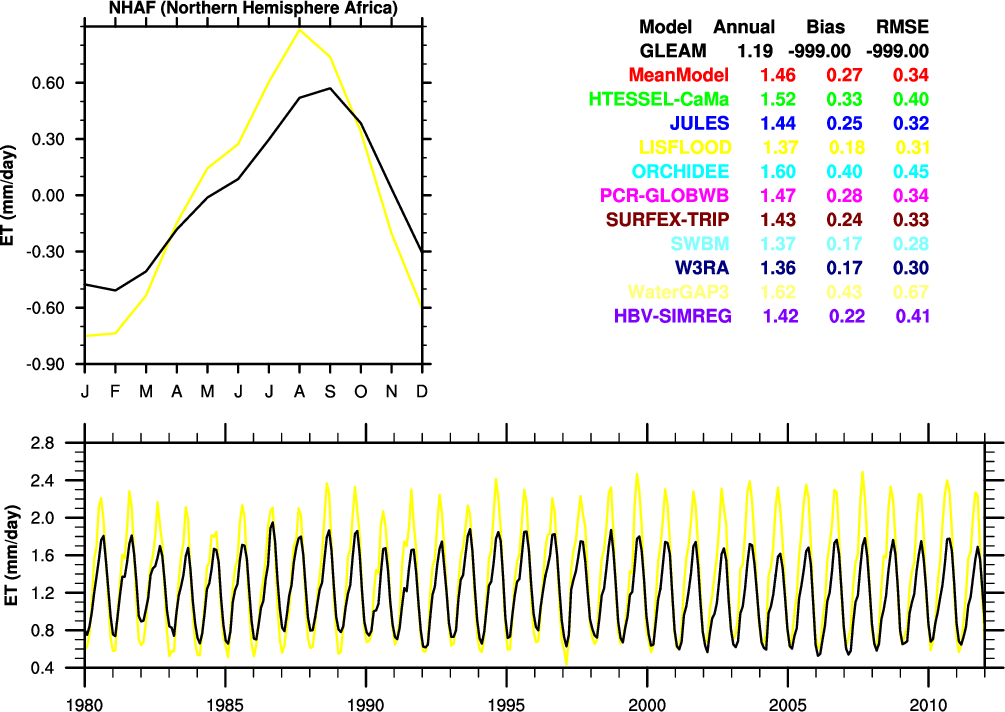 NHAF (Northern Hemisphere Africa)
ET (mm/day)
0.60
0.30
0.00
-0.30
-0.60
-0.90
J F M A M J J A S O N D
Model Annual Bias RMSE
GLEAM 1.19 -999.00 -999.00
MeanModel 1.46 0.27 0.34
HTESSEL-CaMa 1.52 0.33 0.40
JULES 1.44 0.25 0.32
LISFLOOD 1.37 0.18 0.31
ORCHIDEE 1.60 0.40 0.45
PCR-GLOBWB 1.47 0.28 0.34
SURFEX-TRIP 1.43 0.24 0.33
SWBM 1.37 0.17 0.28
W3RA 1.36 0.17 0.30
WaterGAP3 1.62 0.43 0.67
HBV-SIMREG 1.42 0.22 0.41
ET (mm/day)
2.8
2.4
2.0
1.6
1.2
0.8
0.4
1980 1985 1990 1995 2000 2005 2010